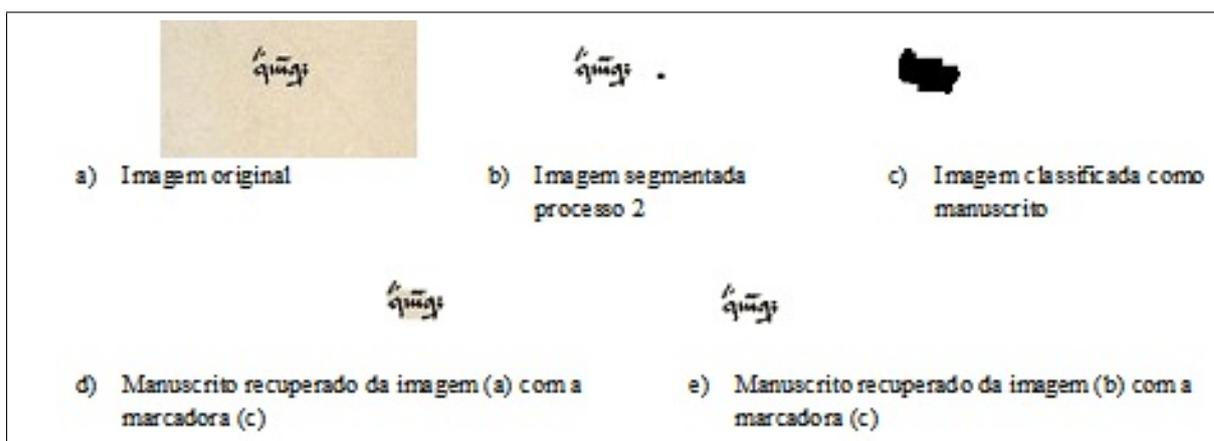 a) Imagem original
b) Imagem segmentada
processo 2
c) Imagem classificada como
manuscrito
d) Manuscrito recuperado da imagem (a) com a
marcadora (c)
e) Manuscrito recuperado da imagem (b) com a
marcadora (c)